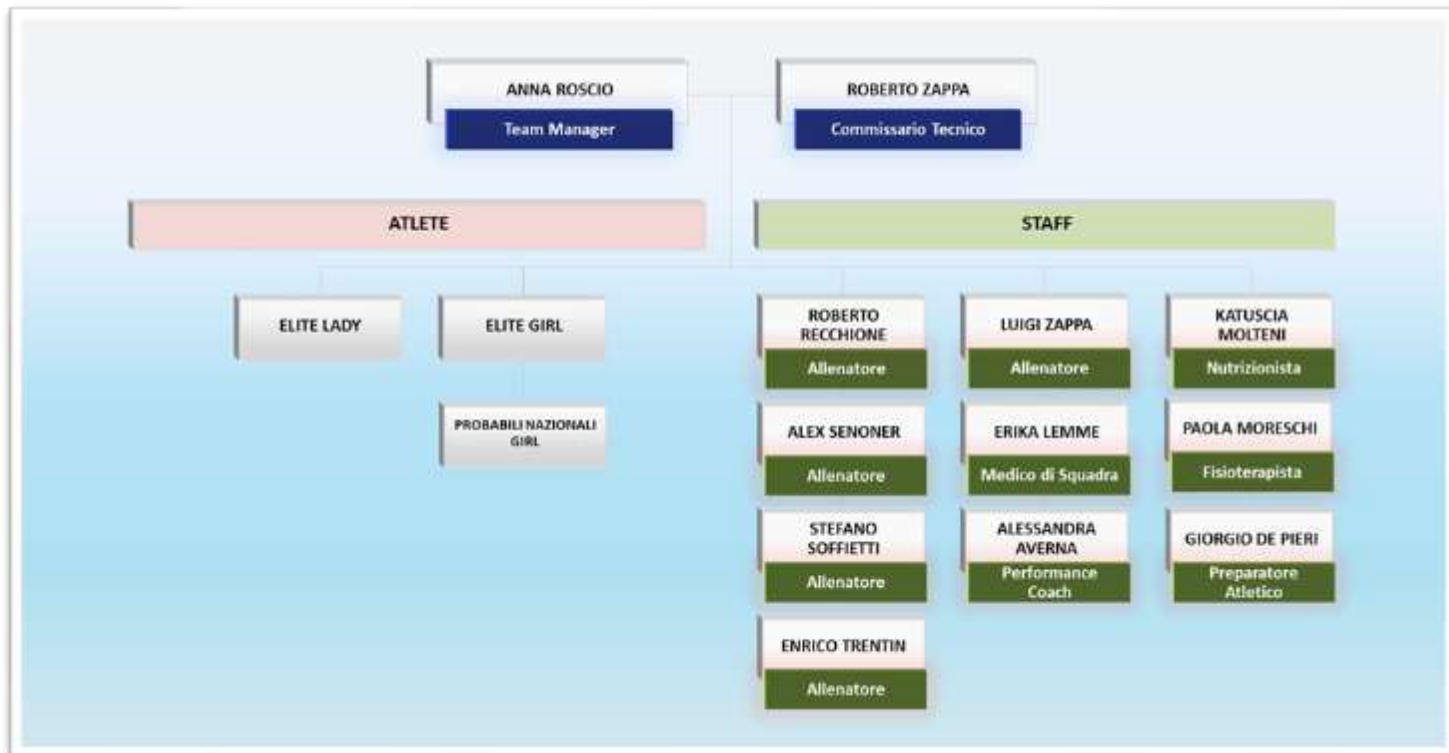 ANNA ROSCIO
Team Manager
ROBERTO ZAPPA
Commissario Tecnico
ATLETE
STAFF
ELITE LADY
ELITE GIRL
PROBABILI NAZIONALI
GIRL
ROBERTO
RECCHIONE
Allenatore
LUIGI ZAPPA
Allenatore
KATUSCIA
MOLTENI
Nutrizionista
ALEX SENONER
Allenatore
ERIKA LEMME
Medico di Squadra
PAOLA MORESCHI
Fisioterapista
STEFANO
SOFFIETTI
Allenatore
ALESSANDRA
AVERNA
Performance
Coach
GIORGIO DE PIERI
Preparatore
Atletico
ENRICO TRENTIN
Allenatore